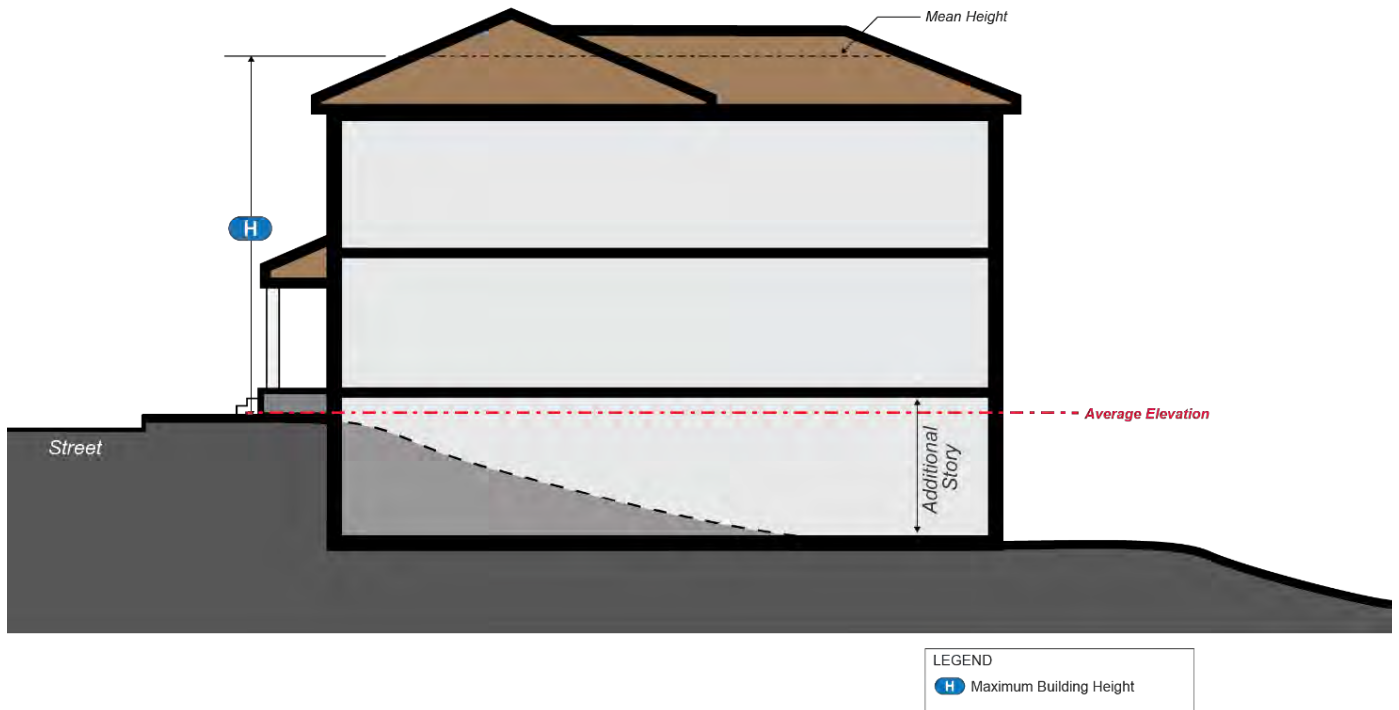 Mean Height
H
Average Elevation
Street
Additional
Story
LEGEND
H Maximum Building Height